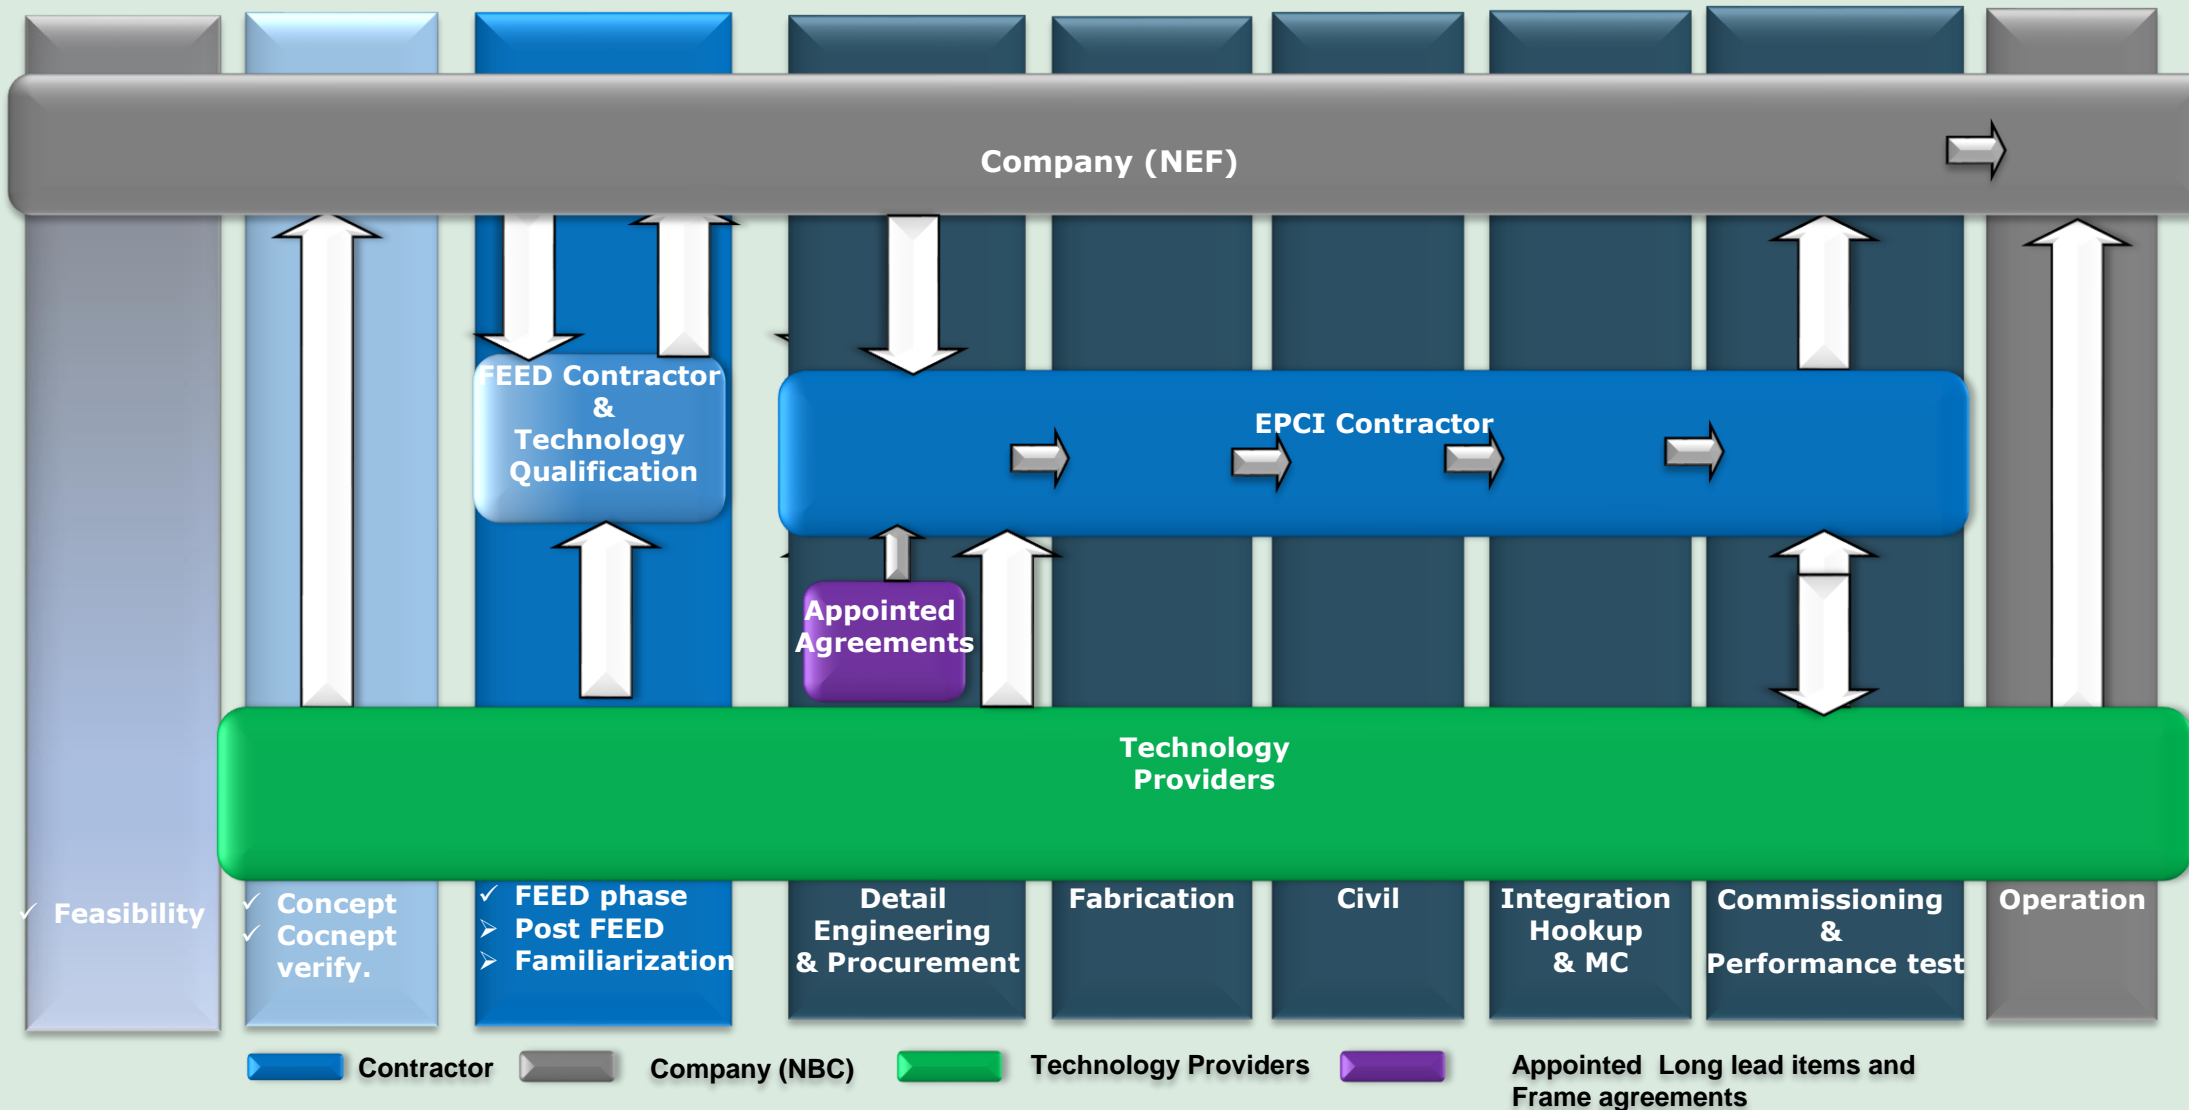 Company (NEF)
FEED Contractor
&
Technology
Qualification
EPCI Contractor
Appointed
Agreements
Technology
Providers
✓ Feasibility
✓ Concept
✓ Cocnept
verify.
✓ FEED phase
➢ Post FEED
➢ Familiarization
Detail
Engineering
& Procurement
Fabrication
Civil
Integration
Hookup
& MC
Commissioning
&
Performance test
Operation
Contractor
Company (NBC)
Technology Providers
Appointed Long lead items and
Frame agreements